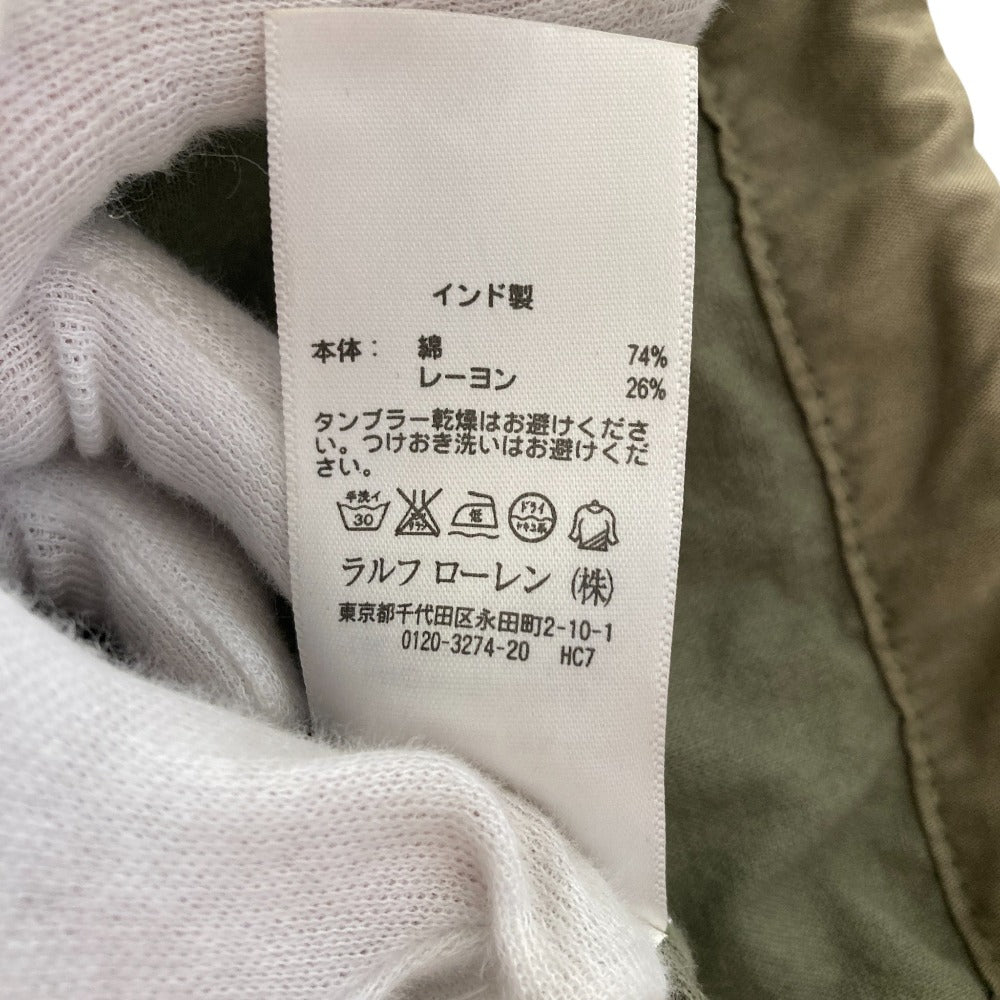 インド製
本体： 綿 74%
レーヨン 26%
タンブラー乾燥はお避けくださ
い。つけおき洗いはお避けくだ
さい。
手洗イ 30 低 ドライ
ラルフ ローレン (株)
東京都千代田区永田町2-10-1
0120-3274-20 HC7